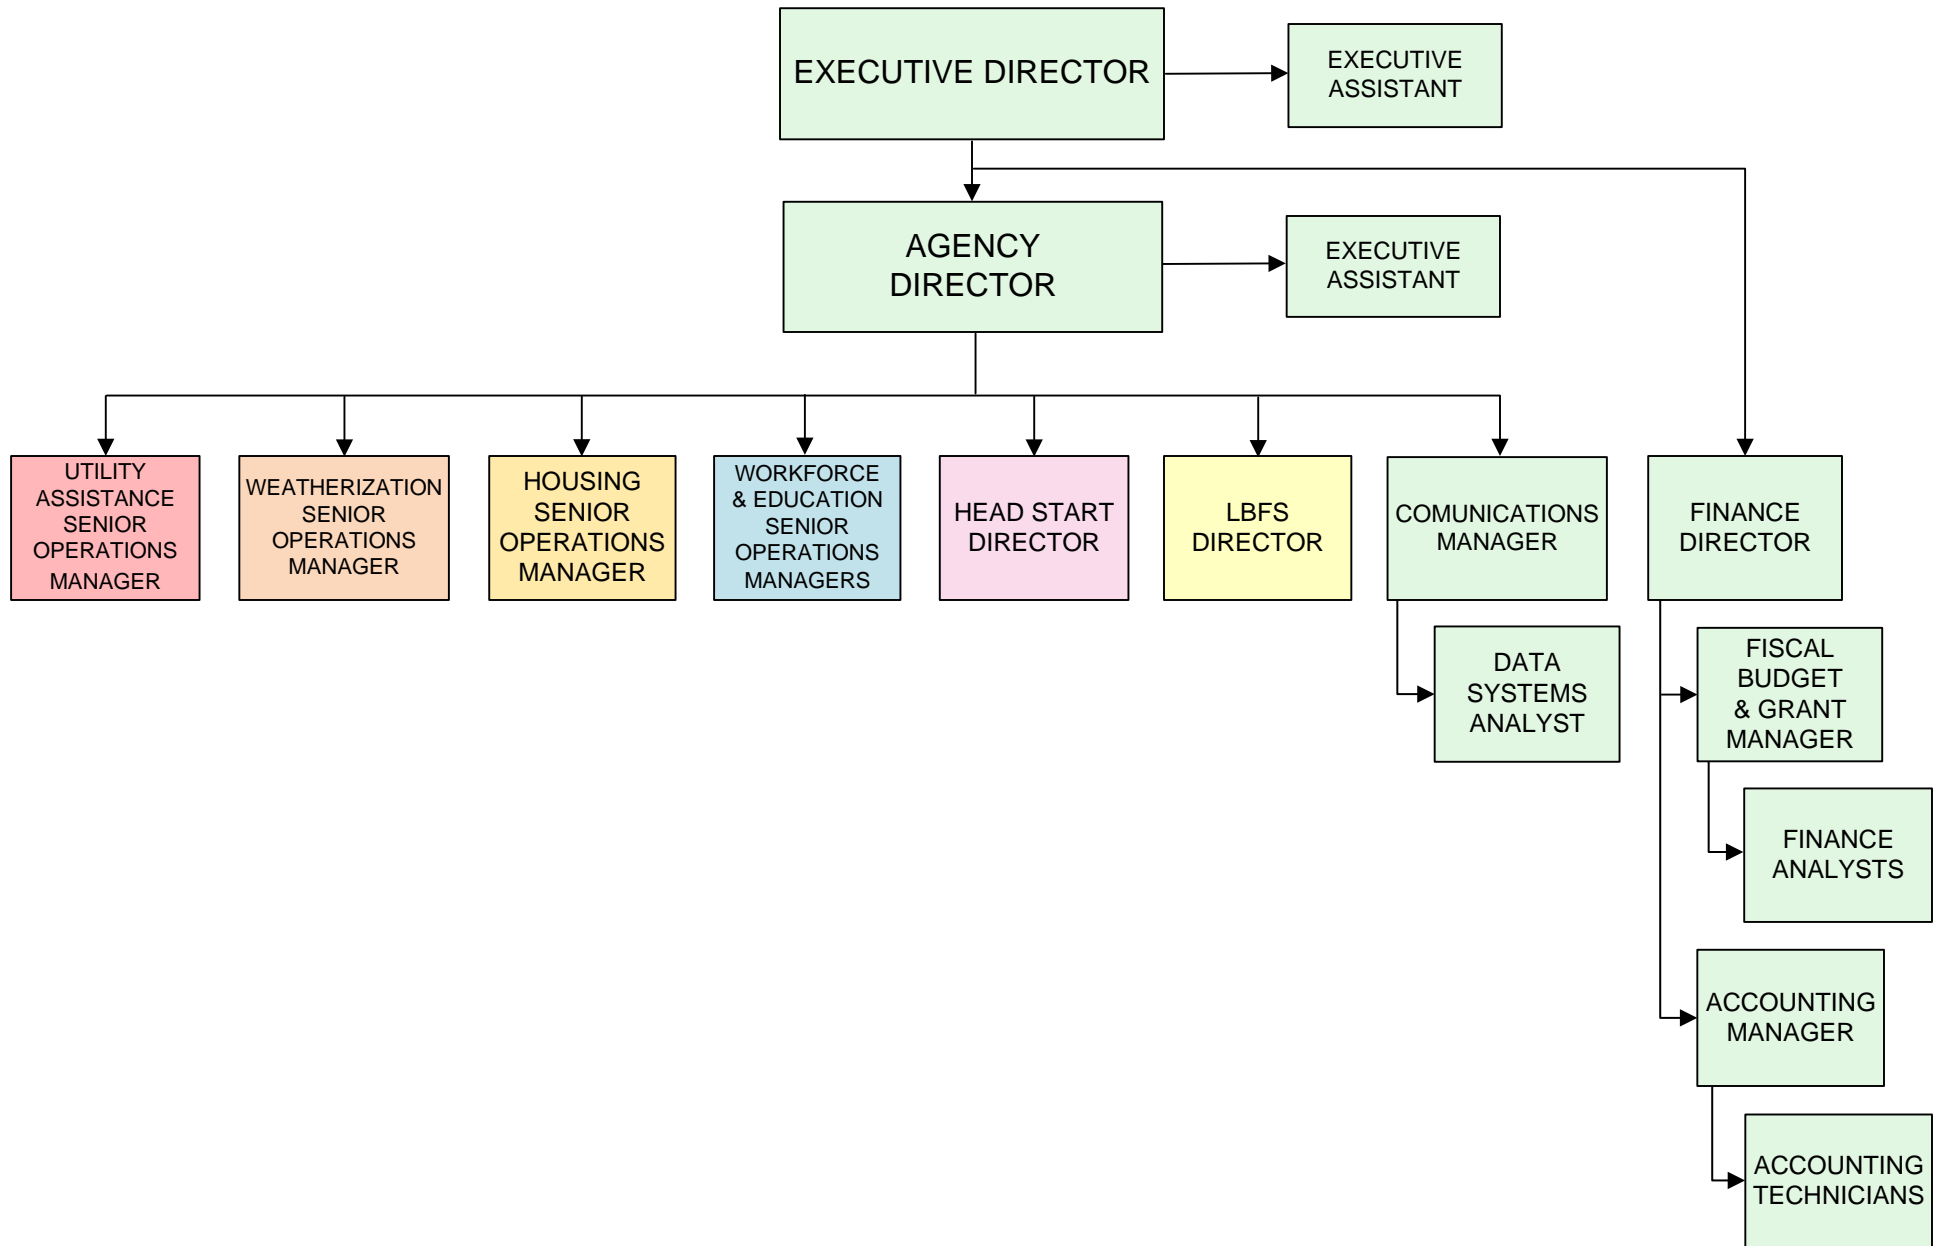 EXECUTIVE DIRECTOR
EXECUTIVE
ASSISTANT
AGENCY
DIRECTOR
EXECUTIVE
ASSISTANT
UTILITY
ASSISTANCE
SENIOR
OPERATIONS
MANAGER
WEATHERIZATION
SENIOR
OPERATIONS
MANAGER
HOUSING
SENIOR
OPERATIONS
MANAGER
WORKFORCE
& EDUCATION
SENIOR
OPERATIONS
MANAGERS
HEAD START
DIRECTOR
LBFS
DIRECTOR
COMUNICATIONS
MANAGER
FINANCE
DIRECTOR
DATA
SYSTEMS
ANALYST
FISCAL
BUDGET
& GRANT
MANAGER
FINANCE
ANALYSTS
ACCOUNTING
MANAGER
ACCOUNTING
TECHNICIANS